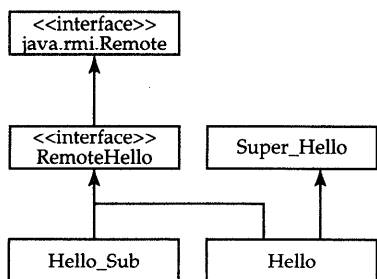 <<interface>>
java.rmi.Remote
<<interface>>
RemoteHello
Super_Hello
Hello_Sub
Hello